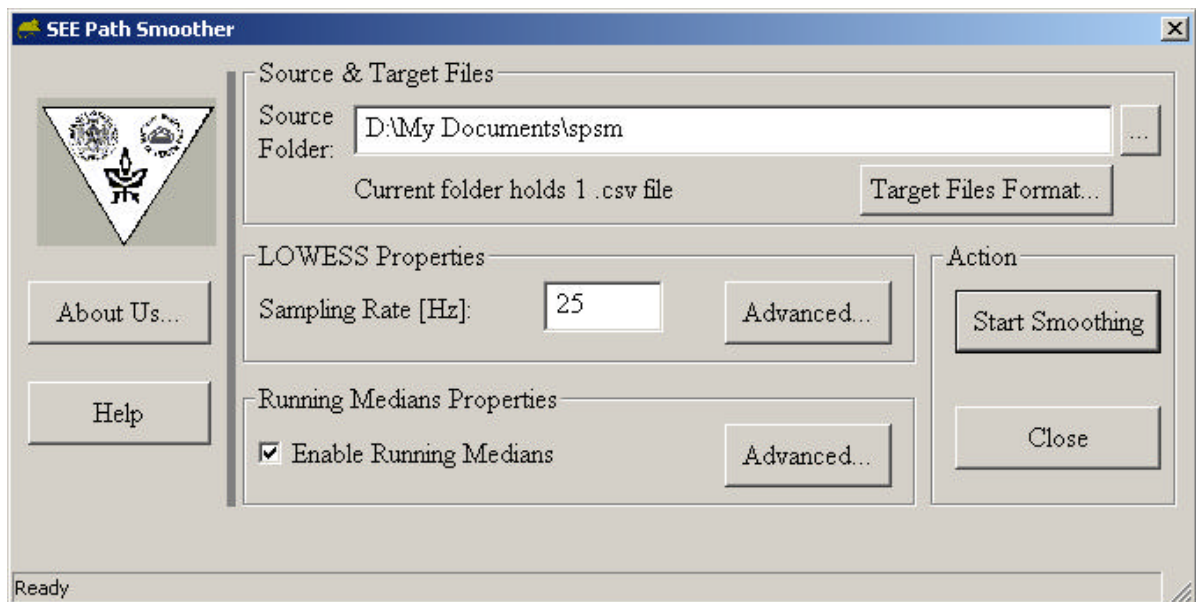 SEE Path Smoother
Source & Target Files
Source
Folder:
D:\My Documents\spsm
...
Current folder holds 1 .csv file
Target Files Format...
LOWESS Properties
Sampling Rate [Hz]:
25
Advanced...
Action
Start Smoothing
About Us...
Running Medians Properties
Help
Enable Running Medians
Advanced...
Close
Ready